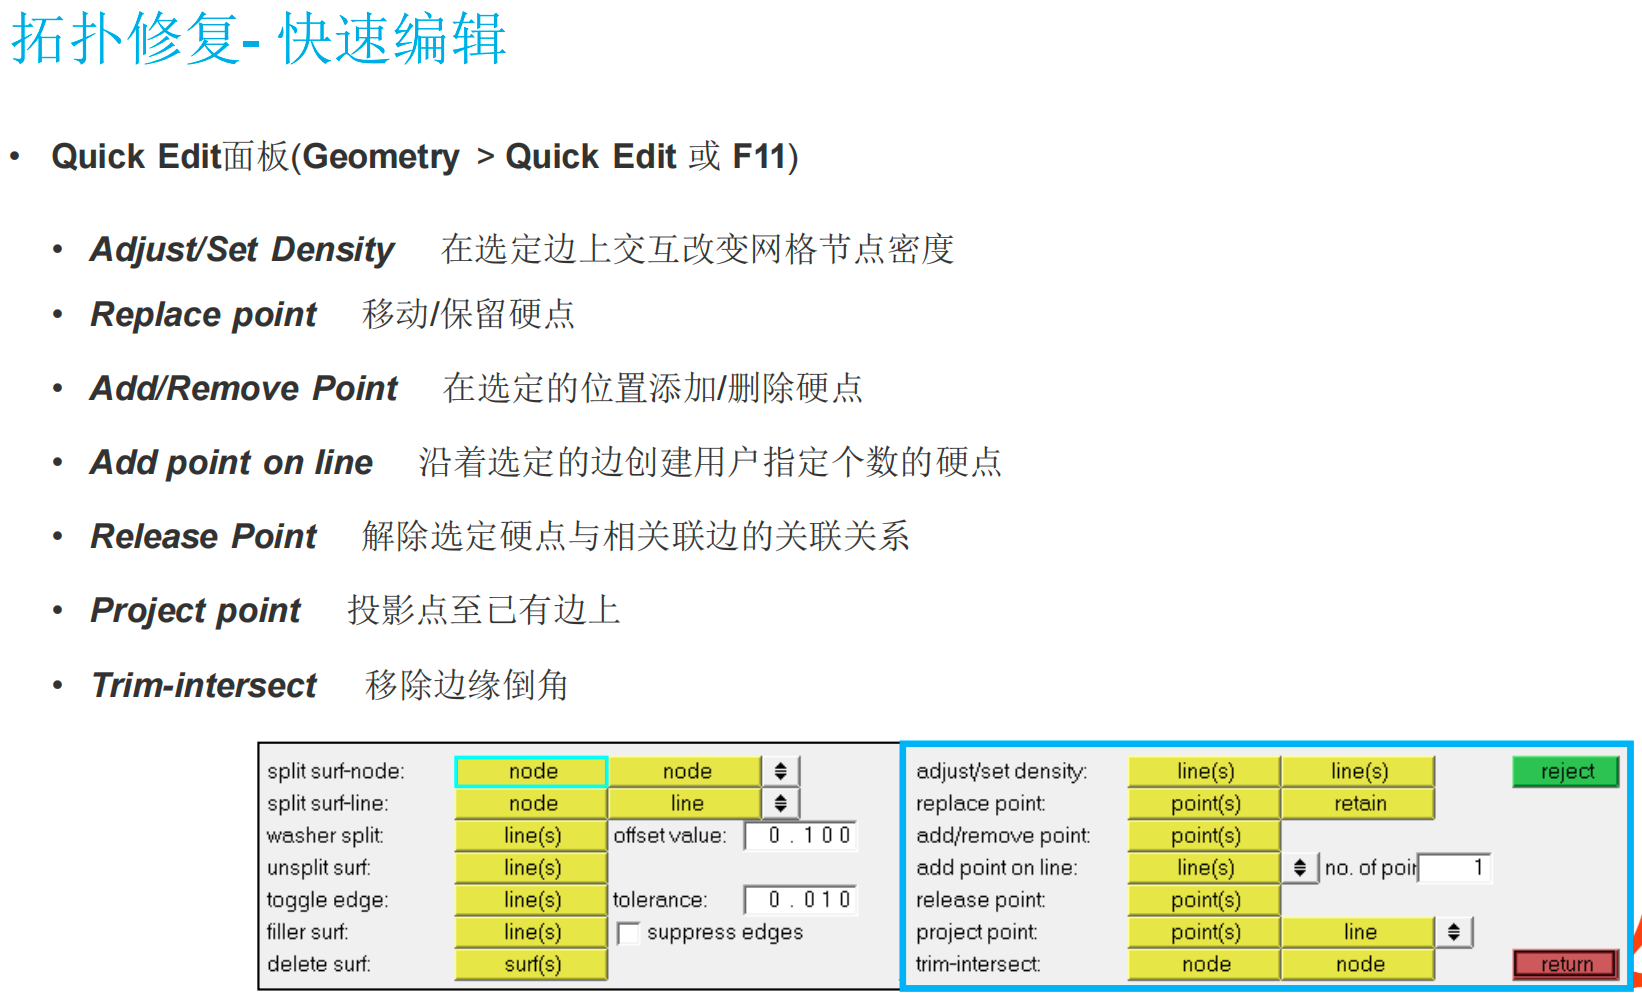 拓扑修复- 快速编辑
• Quick Edit面板(Geometry > Quick Edit 或 F11)
• Adjust/Set Density 在选定边上交互改变网格节点密度
• Replace point 移动/保留硬点
• Add/Remove Point 在选定的位置添加/删除硬点
• Add point on line 沿着选定的边创建用户指定个数的硬点
• Release Point 解除选定硬点与相关联边的关联关系
• Project point 投影点至已有边上
• Trim-intersect 移除边缘倒角
split surf-node: node node
split surf-line: node line
washer split: line(s) offset value: 0.100
unsplit surf: line(s)
toggle edge: line(s) tolerance: 0.010
filler surf: line(s) suppress edges
delete surf: surf(s)
adjust/set density: line(s) line(s) reject
replace point: point(s) retain
add/remove point: point(s)
add point on line: line(s) no. of poin 1
release point: point(s)
project point: point(s) line
trim-intersect: node node return